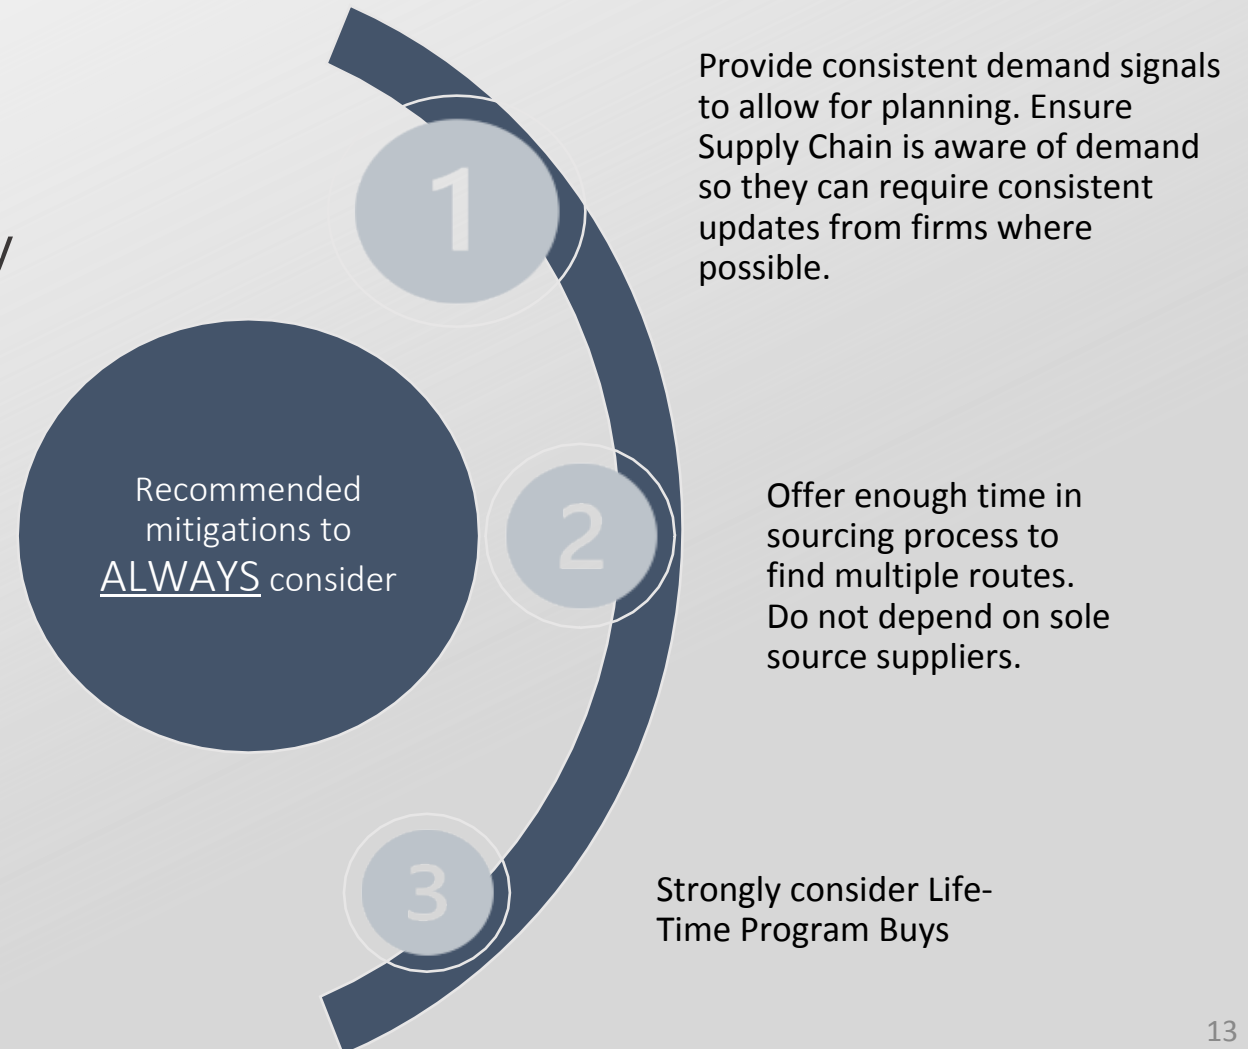 Recommended
mitigations to
ALWAYS consider
1
Provide consistent demand signals
to allow for planning. Ensure
Supply Chain is aware of demand
so they can require consistent
updates from firms where
possible.
2
Offer enough time in
sourcing process to
find multiple routes.
Do not depend on sole
source suppliers.
3
Strongly consider Life-
Time Program Buys
13